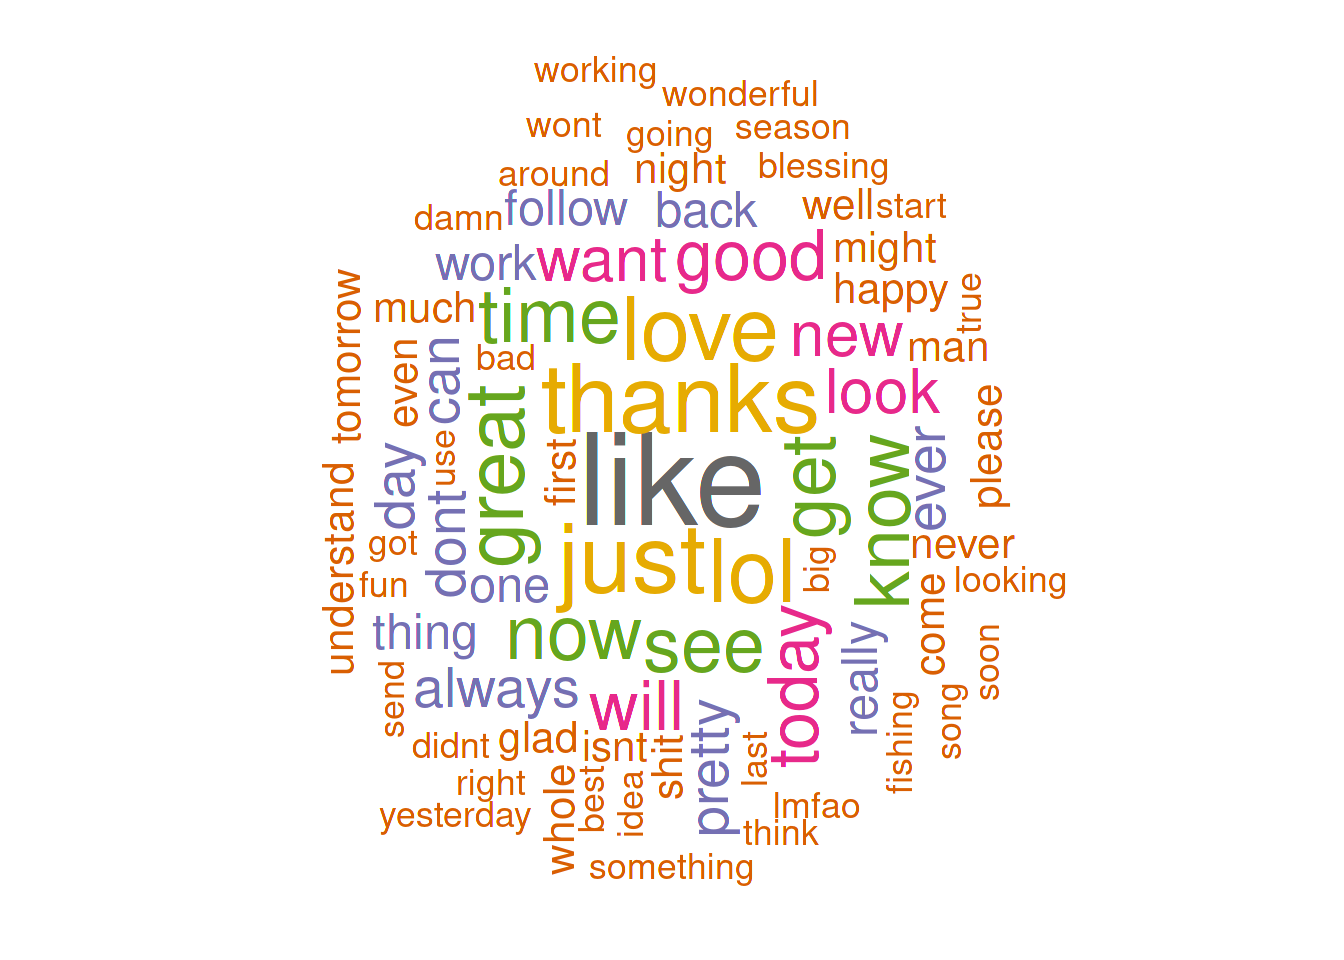 working
wonderful
wont
going
season
around
night
blessing
damn
follow
back
well
start
work
want
good
might
happy
true
tomorrow
much
time
love
new
man
even
can
bad
thanks
look
please
great
use
day
first
like
get
know
ever
understand
dont
got
just
lol
big
never
looking
fun
one
come
thing
now
see
today
really
soon
send
always
will
pretty
song
fishing
didnt
glad
isnt
shit
last
right
whole
best
idea
lmfao
yesterday
think
something